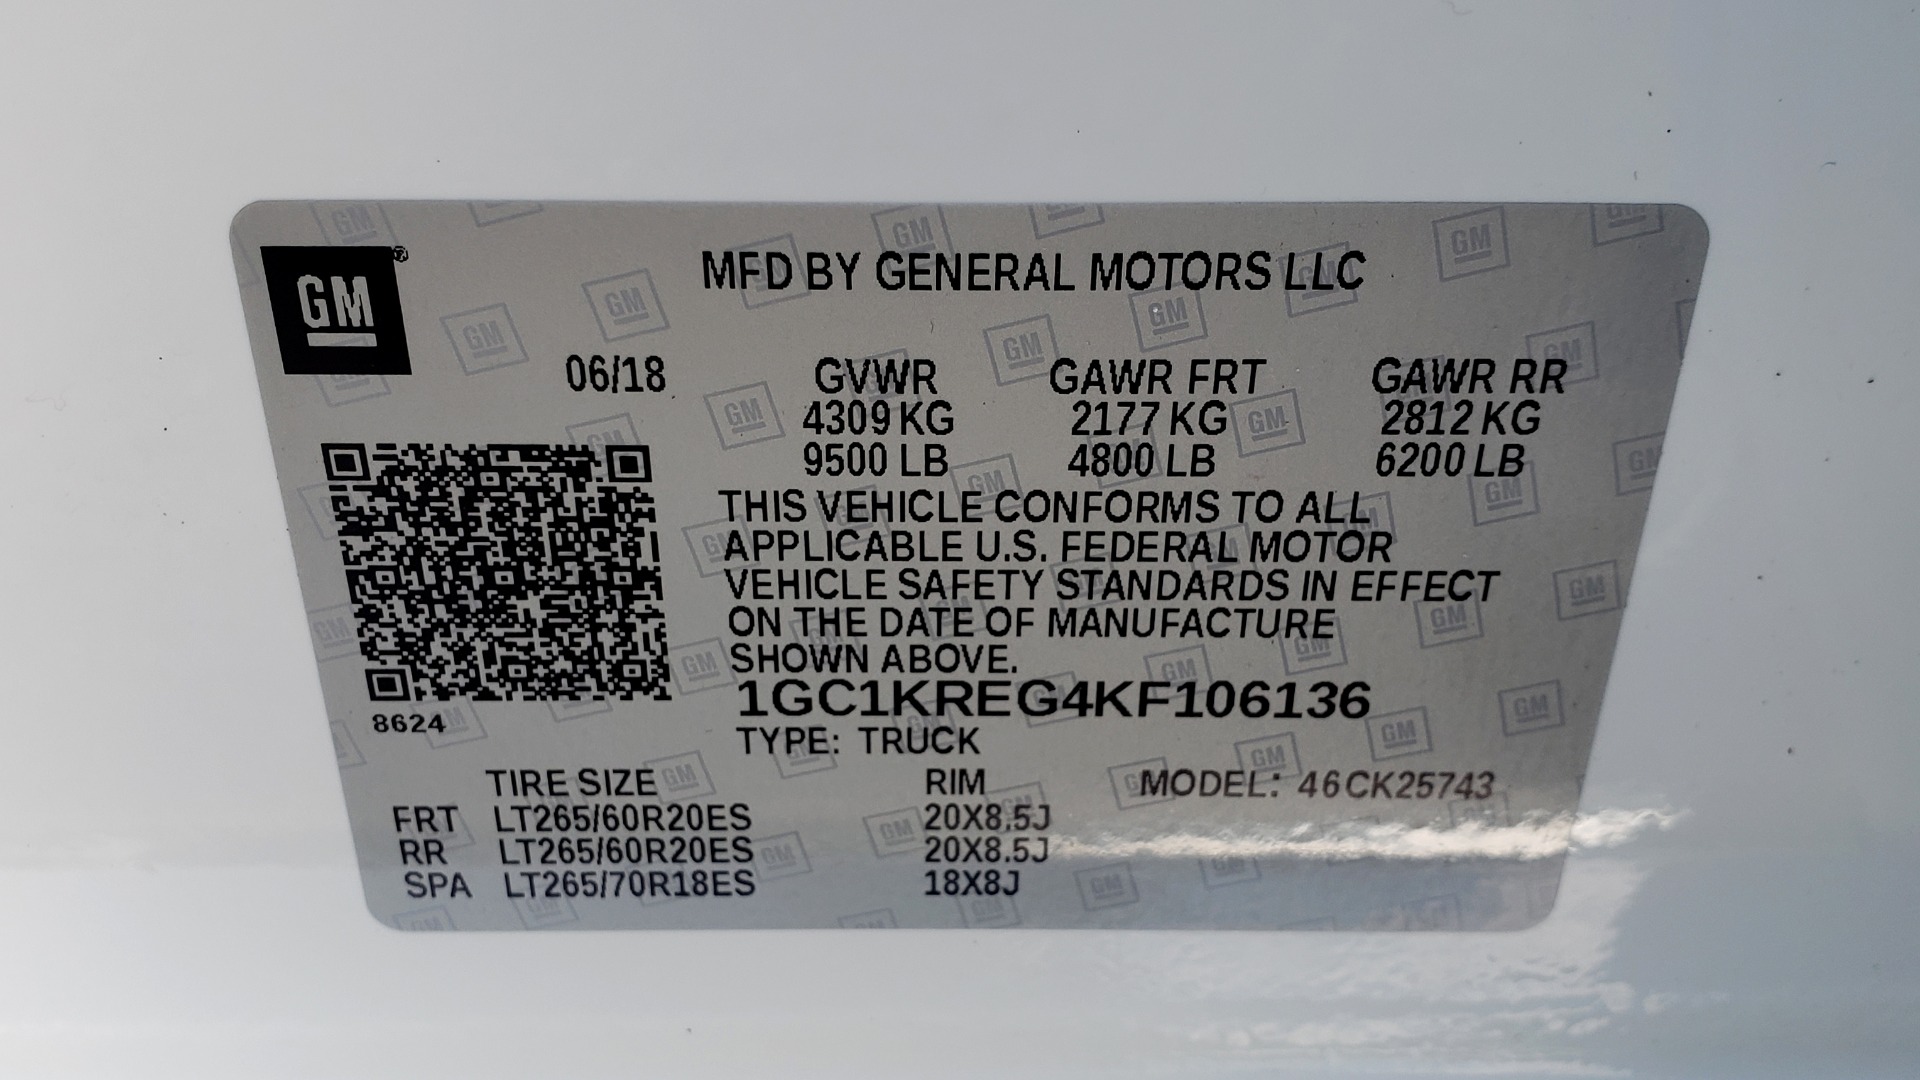 GM
MFD BY GENERAL MOTORS LLC
06/18 GVWR GAWR FRT GAWR RR
4309 KG 2177 KG 2812 KG
9500 LB 4800 LB 6200 LB
THIS VEHICLE CONFORMS TO ALL
APPLICABLE U.S. FEDERAL MOTOR
VEHICLE SAFETY STANDARDS IN EFFECT
ON THE DATE OF MANUFACTURE
SHOWN ABOVE.
1GC1KREG4KF106136
8624
TYPE: TRUCK
TIRE SIZE RIM MODEL: 46CK25743
FRT LT265/60R20ES 20X8.5J
RR LT265/60R20ES 20X8.5J
SPA LT265/70R18ES 18X8J